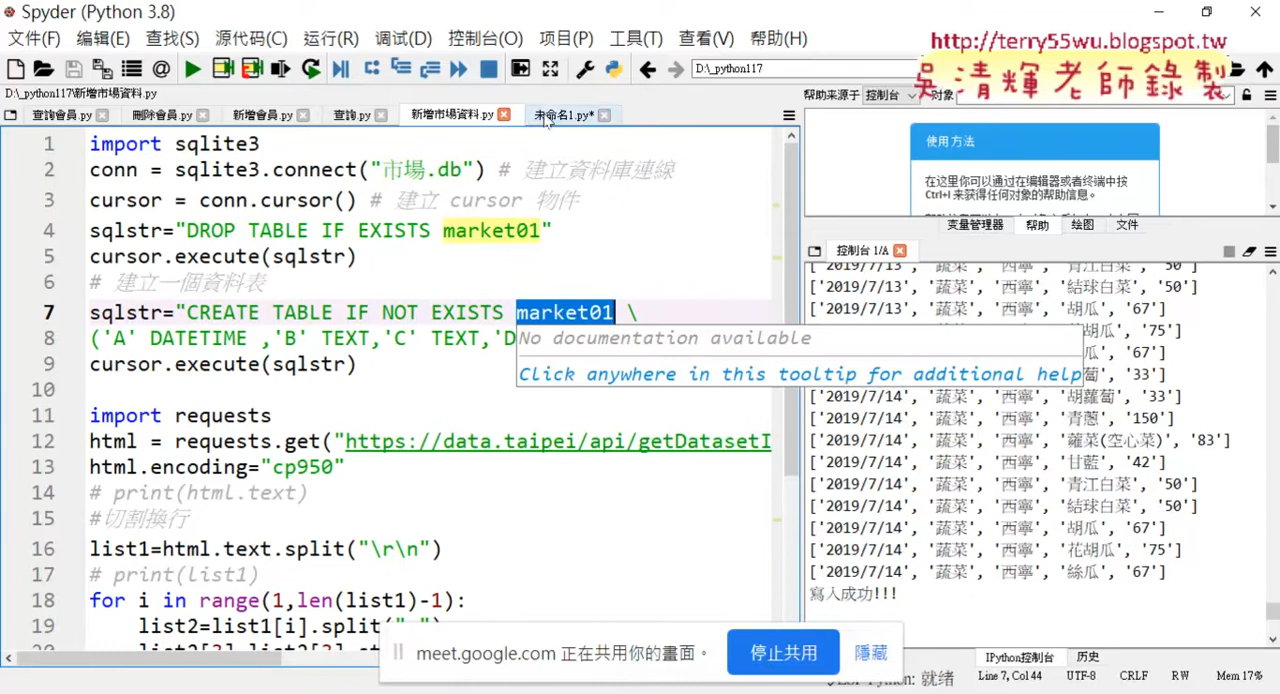 Spyder (Python 3.8)
文件(F) 编辑(E) 查找(S) 源代码(C) 运行(R) 调试(D) 控制台(O) 项目(P) 工具(T) 查看(V) 帮助(H)
http://terry55wu.blogspot.tw
吳清輝老師錄製
D:\_python117
D:\_python117\新增市場資料.py
查詢會員.py 刪除會員.py 新增會員.py 查詢.py 新增市場資料.py 未命名1.py*
帮助来源于 控制台 对象
1 import sqlite3
2 conn = sqlite3.connect("市場.db") # 建立資料庫連線
3 cursor = conn.cursor() # 建立 cursor 物件
4 sqlstr="DROP TABLE IF EXISTS market01"
5 cursor.execute(sqlstr)
6 # 建立一個資料表
7 sqlstr="CREATE TABLE IF NOT EXISTS market01 \
8 ('A' DATETIME ,'B' TEXT,'C' TEXT,'D
No documentation available
Click anywhere in this tooltip for additional help
9 cursor.execute(sqlstr)
10
11 import requests
12 html = requests.get("https://data.taipei/api/getDatasetI
13 html.encoding="cp950"
14 # print(html.text)
15 #切割換行
16 list1=html.text.split("\r\n")
17 # print(list1)
18 for i in range(1,len(list1)-1):
19 list2=list1[i].split(
20
使用方法
在这里你可以通过在编辑器或者终端中按
Ctrl+I 来获得任何对象的帮助信息。
变量管理器 帮助 绘图 文件
控制台 1/A
['2019/7/13', '蔬菜', '西寧', '青江白菜', '50']
['2019/7/13', '蔬菜', '西寧', '結球白菜', '50']
['2019/7/13', '蔬菜', '西寧', '胡瓜', '67']
胡瓜', '75']
瓜', '67']
葡', '33']
['2019/7/14', '蔬菜', '西寧', '胡蘿蔔', '33']
['2019/7/14', '蔬菜', '西寧', '青蔥', '150']
['2019/7/14', '蔬菜', '西寧', '蕹菜(空心菜)', '83']
['2019/7/14', '蔬菜', '西寧', '甘藍', '42']
['2019/7/14', '蔬菜', '西寧', '青江白菜', '50']
['2019/7/14', '蔬菜', '西寧', '結球白菜', '50']
['2019/7/14', '蔬菜', '西寧', '胡瓜', '67']
['2019/7/14', '蔬菜', '西寧', '花胡瓜', '75']
['2019/7/14', '蔬菜', '西寧', '絲瓜', '67']
寫入成功!!!
meet.google.com 正在共用你的畫面。 停止共用 隱藏
IPython控制台 历史
Python: 就绪 Line 7, Col 44 UTF-8 CRLF RW Mem 17%